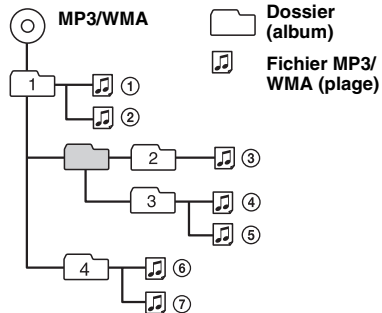 MP3/WMA
Dossier
(album)
Fichier MP3/
WMA (plage)
1
①
②
2
③
3
④
⑤
4
⑥
⑦